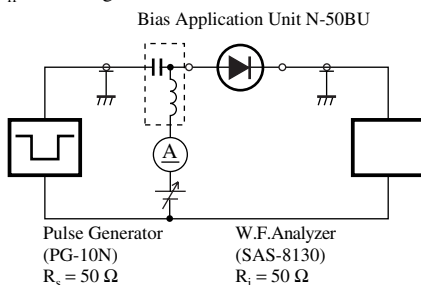 Bias Application Unit N-50BU
A
Pulse Generator
(PG-10N)
Rs = 50 Ω
W.F.Analyzer
(SAS-8130)
Ri = 50 Ω